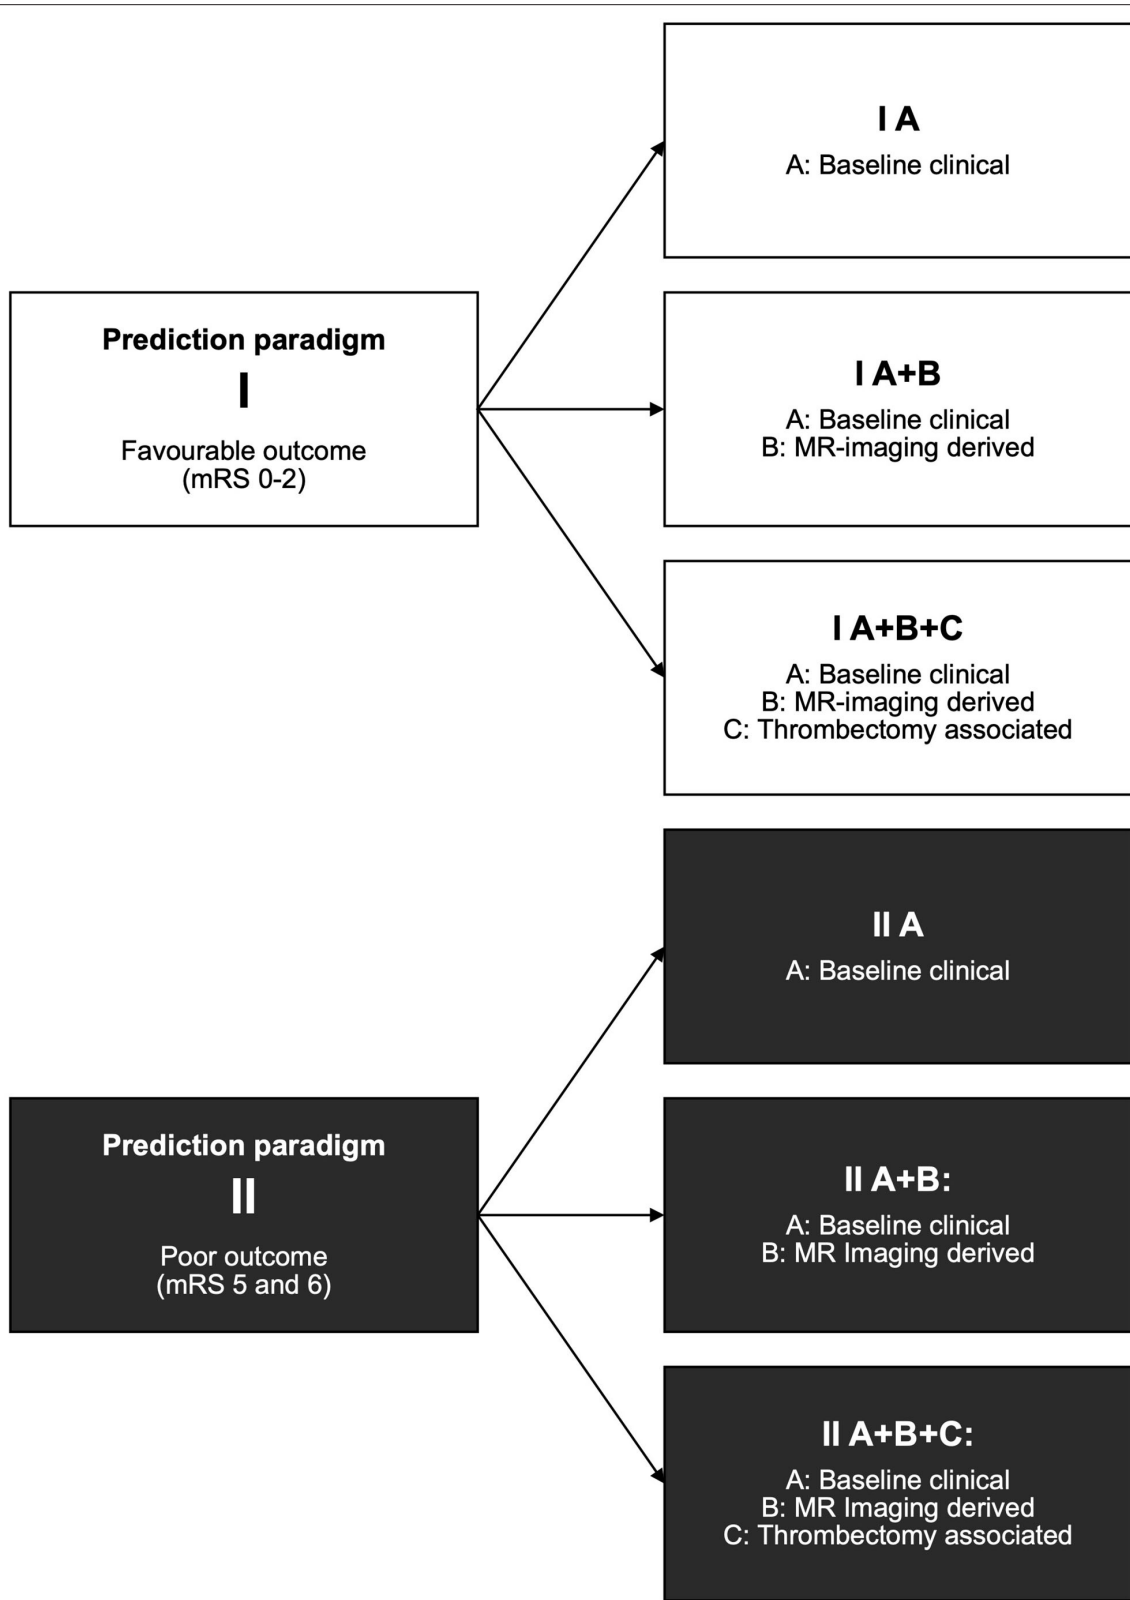 I A
A: Baseline clinical
Prediction paradigm
I
Favourable outcome
(mRS 0-2)
I A+B
A: Baseline clinical
B: MR-imaging derived
I A+B+C
A: Baseline clinical
B: MR-imaging derived
C: Thrombectomy associated
II A
A: Baseline clinical
Prediction paradigm
II
Poor outcome
(mRS 5 and 6)
II A+B:
A: Baseline clinical
B: MR Imaging derived
II A+B+C:
A: Baseline clinical
B: MR Imaging derived
C: Thrombectomy associated